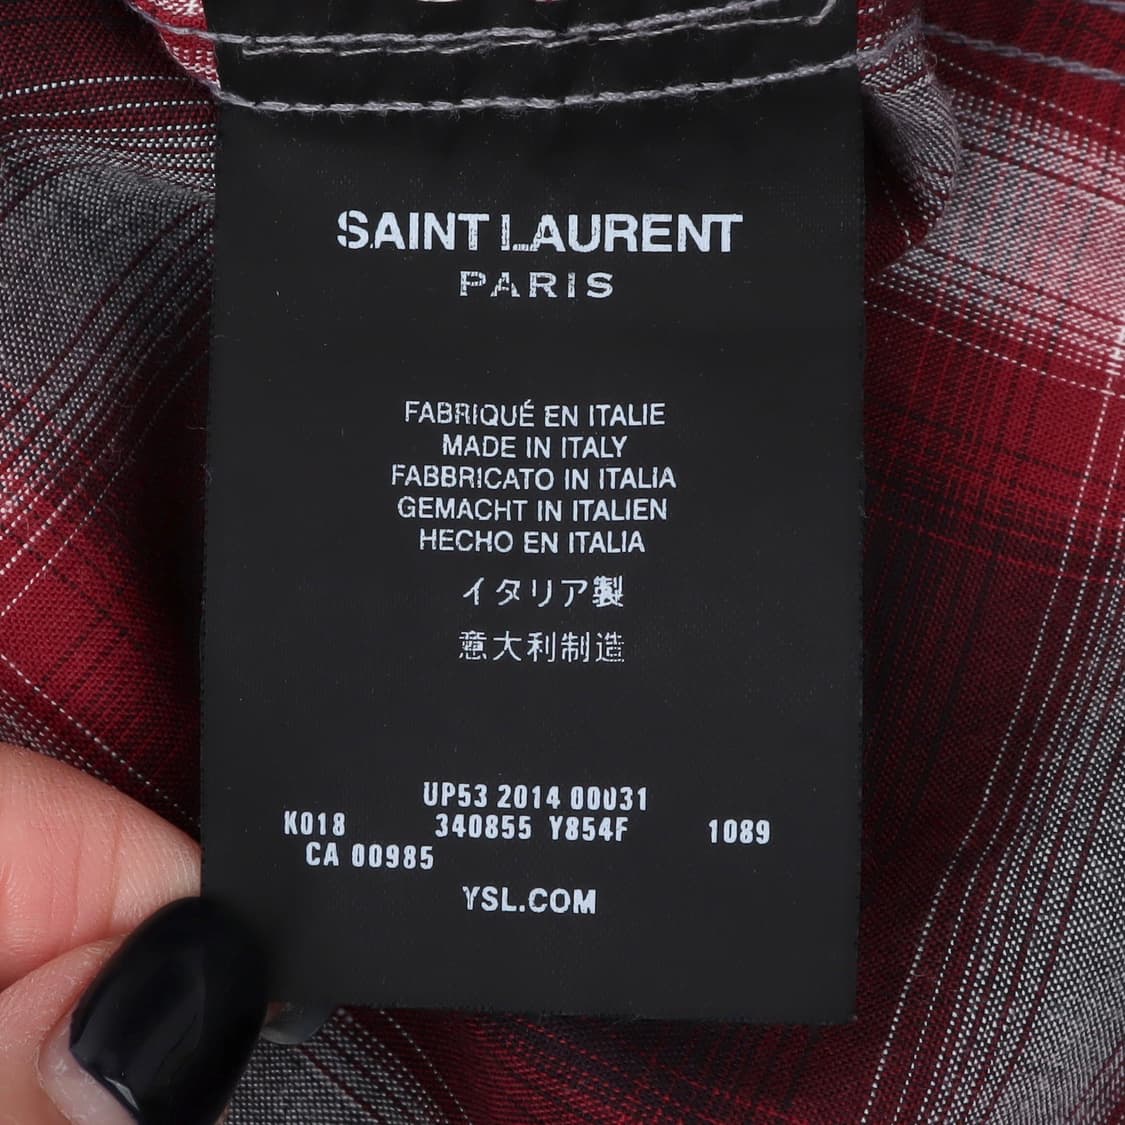 SAINT LAURENT
PARIS
FABRIQUÉ EN ITALIE
MADE IN ITALY
FABBRICATO IN ITALIA
GEMACHT IN ITALIEN
HECHO EN ITALIA
イタリア製
意大利制造
UP53 2014 00031
K018 340855 Y854F 1089
CA 00985
YSL.COM